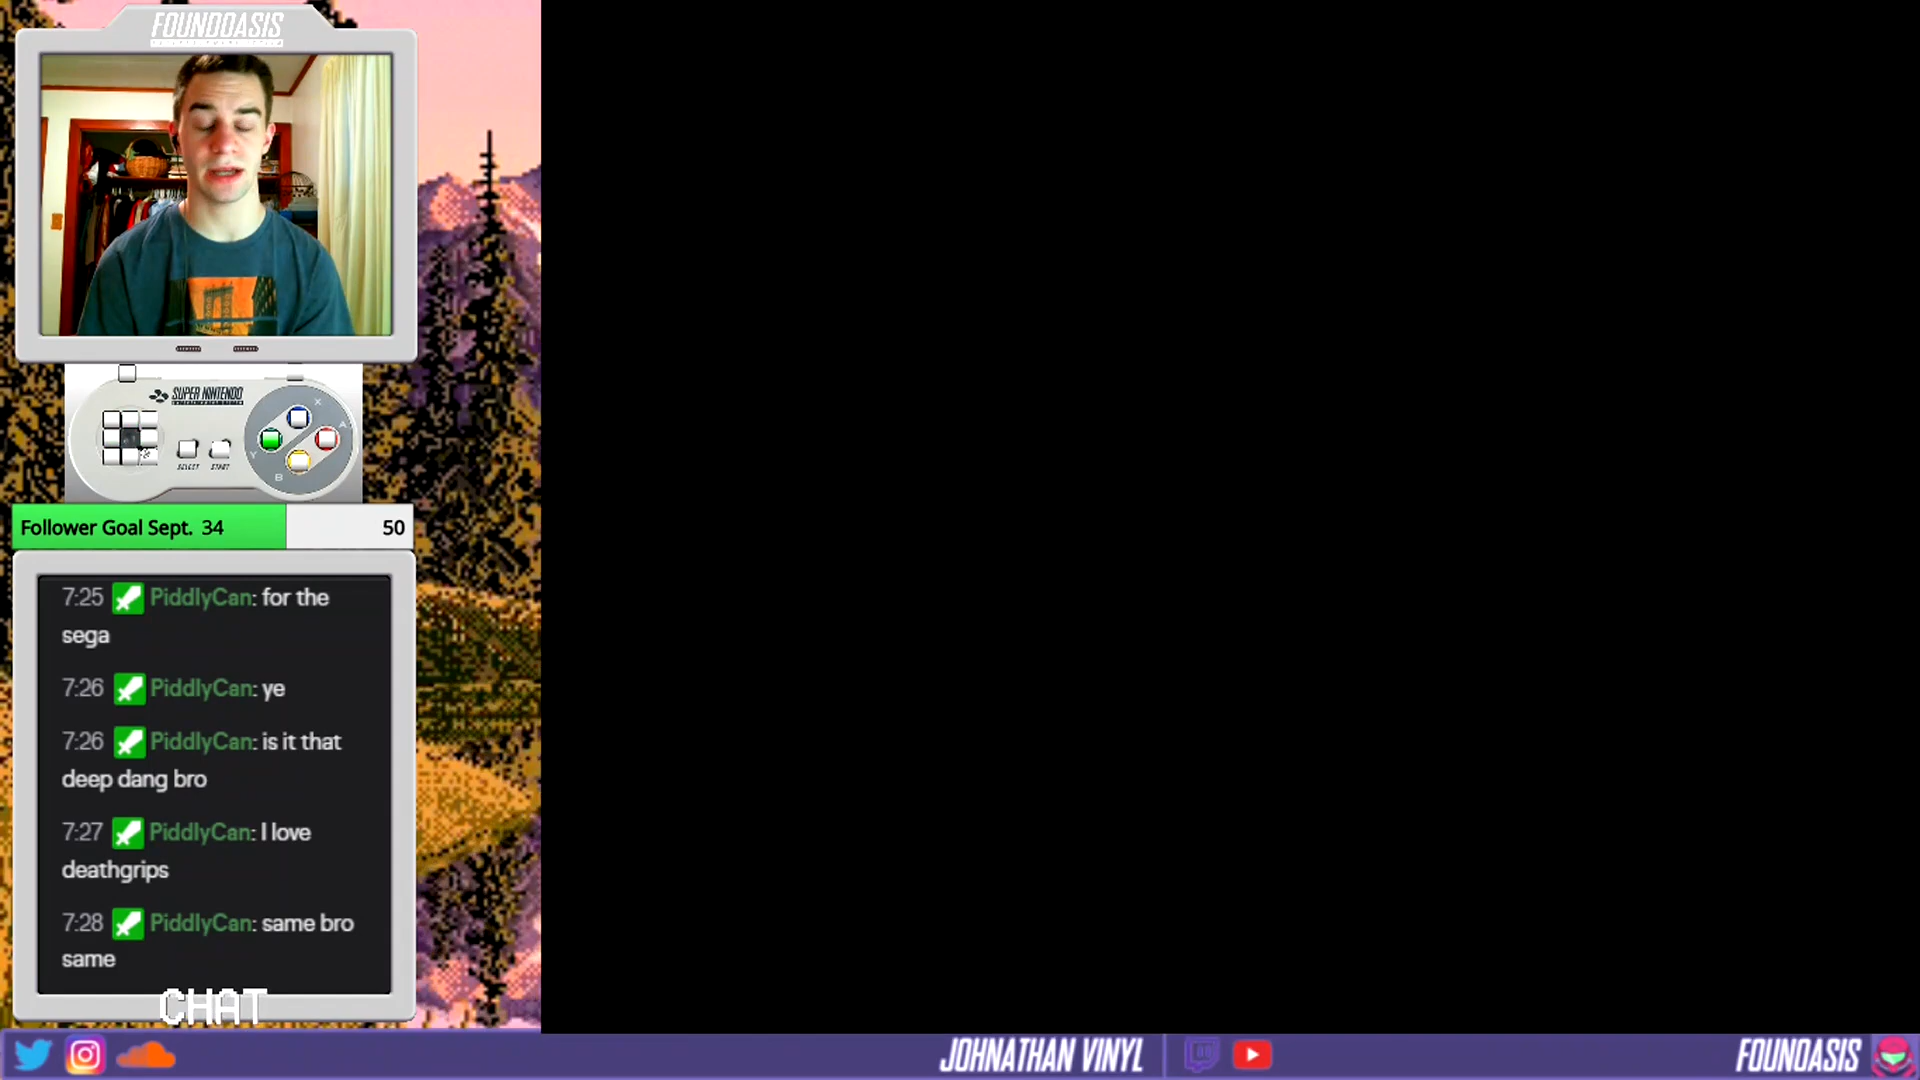 FOUNDOASIS
SUPER NINTENDO
X
A
Y
B
SELECT
START
Follower Goal Sept. 34
50
7:25 PiddlyCan: for the
sega
7:26 PiddlyCan: ye
7:26 PiddlyCan: is it that
deep dang bro
7:27 PiddlyCan: I love
deathgrips
7:28 PiddlyCan: same bro
same
CHAT
JOHNATHAN VINYL
FOUNOASIS